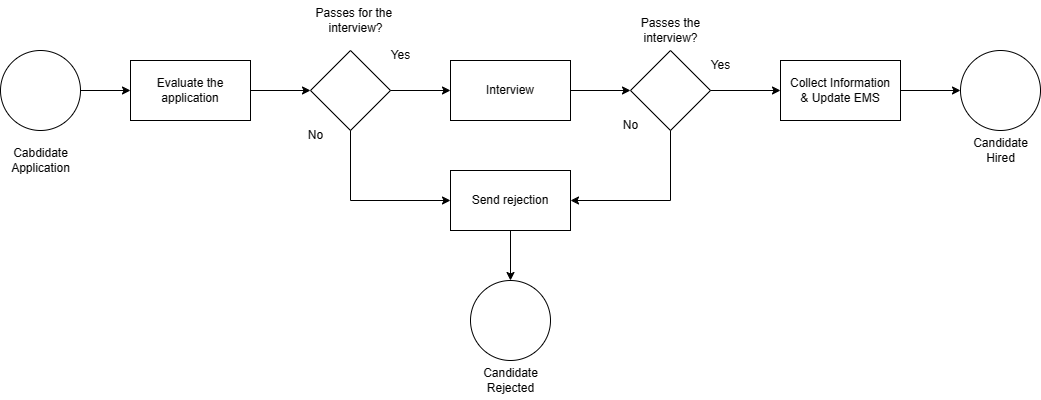 Passes for the
interview?
Passes the
interview?
Yes
Yes
Evaluate the
application
Interview
Collect Information
& Update EMS
No
No
Cabdidate
Application
Candidate
Hired
Send rejection
Candidate
Rejected